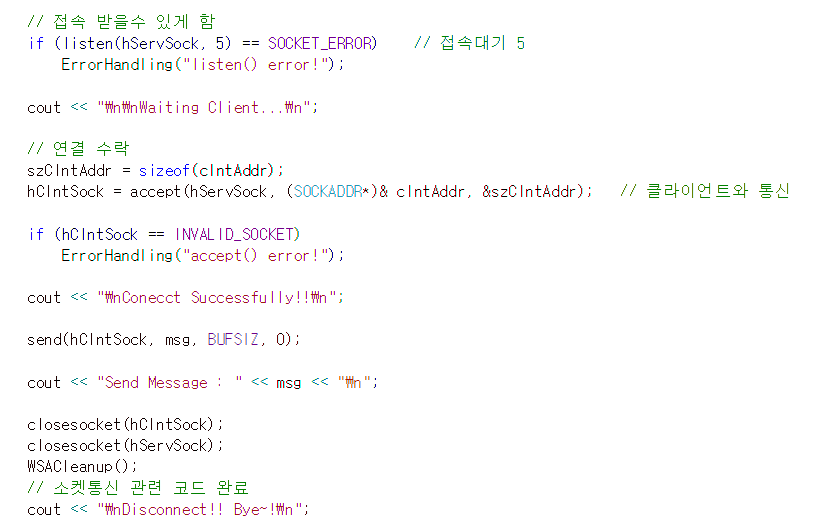 // 접속 받을수 있게 함
if (listen(hServSock, 5) == SOCKET_ERROR)    // 접속대기 5
    ErrorHandling("listen() error!");
cout << "₩n₩nWaiting Client...₩n";
// 연결 수락
szClntAddr = sizeof(clntAddr);
hClntSock = accept(hServSock, (SOCKADDR*)& clntAddr, &szClntAddr);   // 클라이언트와 통신
if (hClntSock == INVALID_SOCKET)
    ErrorHandling("accept() error!");
cout << "₩nConecct Successfully!!₩n";
send(hClntSock, msg, BUFSIZ, 0);
cout << "Send Message : " << msg << "₩n";
closesocket(hClntSock);
closesocket(hServSock);
WSACleanup();
// 소켓통신 관련 코드 완료
cout << "₩nDisconnect!! Bye~!₩n";